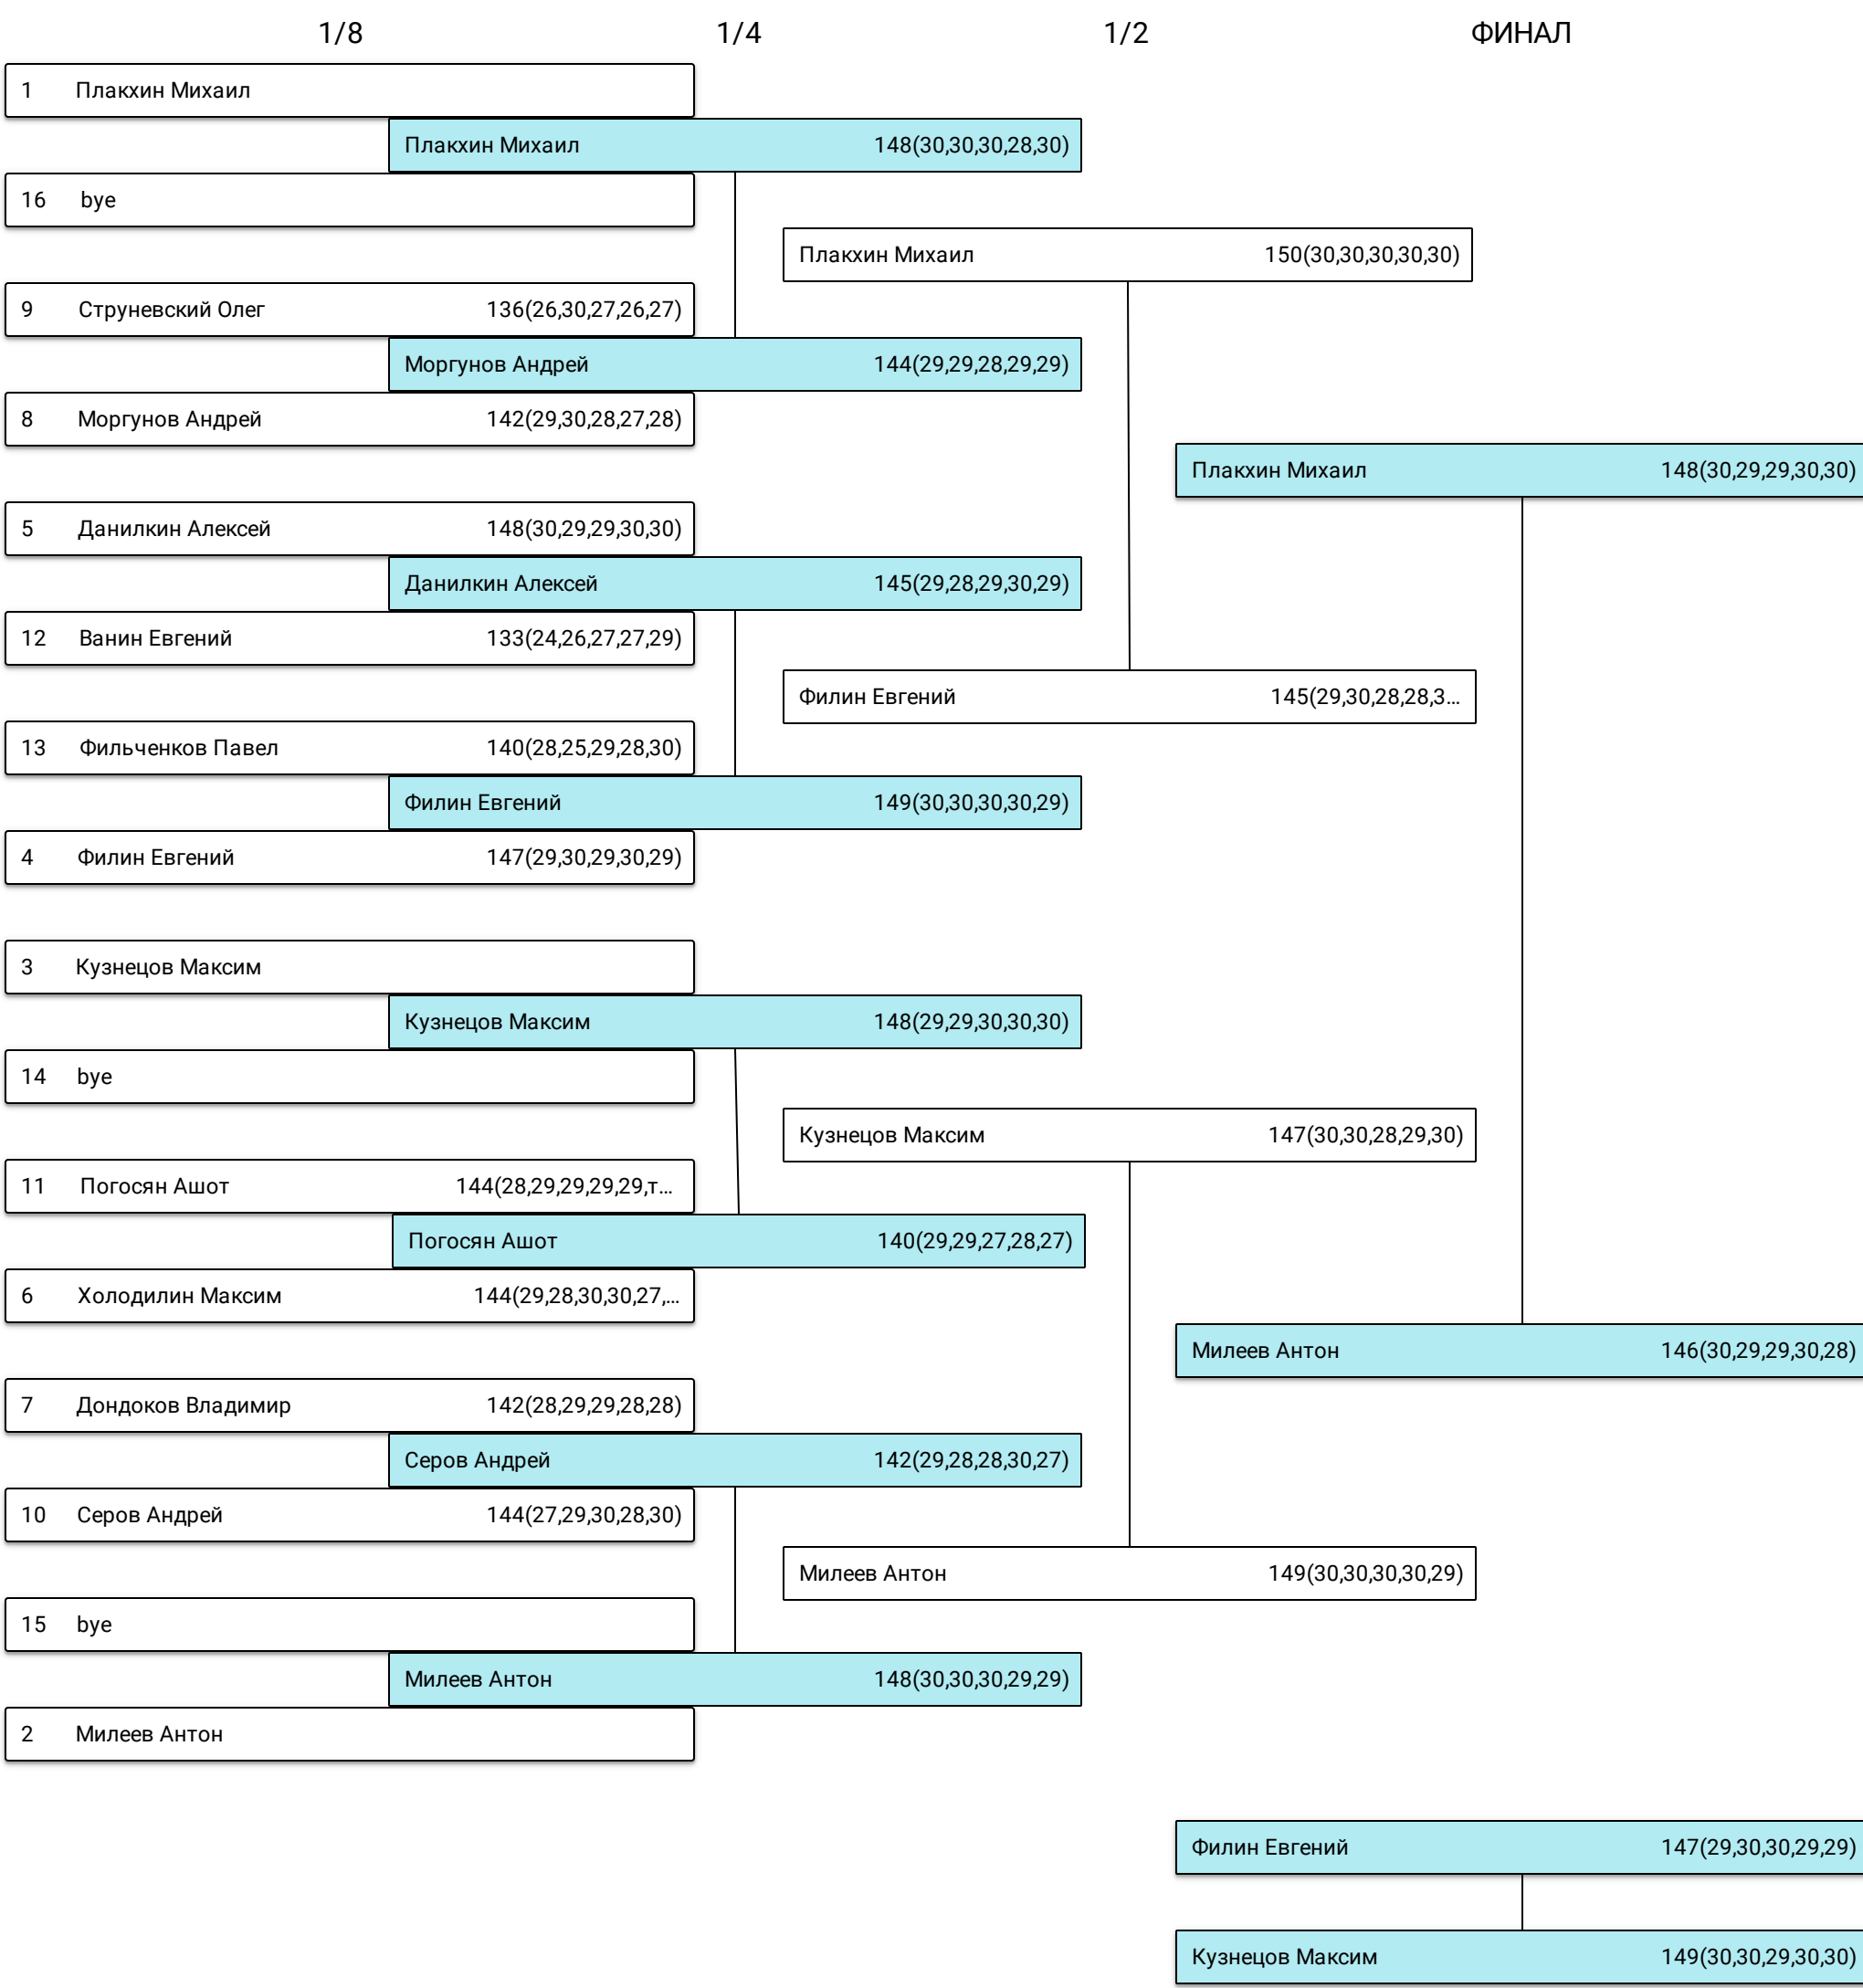 1/8 1/4 1/2 ФИНАЛ
1 Плакхин Михаил
Плакхин Михаил 148(30,30,30,28,30)
16 bye
Плакхин Михаил 150(30,30,30,30,30)
9 Струневский Олег 136(26,30,27,26,27)
Моргунов Андрей 144(29,29,28,29,29)
8 Моргунов Андрей 142(29,30,28,27,28)
Плакхин Михаил 148(30,29,29,30,30)
5 Данилкин Алексей 148(30,29,29,30,30)
Данилкин Алексей 145(29,28,29,30,29)
12 Ванин Евгений 133(24,26,27,27,29)
Филин Евгений 145(29,30,28,28,3...
13 Фильченков Павел 140(28,25,29,28,30)
Филин Евгений 149(30,30,30,30,29)
4 Филин Евгений 147(29,30,29,30,29)
3 Кузнецов Максим
Кузнецов Максим 148(29,29,30,30,30)
14 bye
Кузнецов Максим 147(30,30,28,29,30)
11 Погосян Ашот 144(28,29,29,29,29,т...
Погосян Ашот 140(29,29,27,28,27)
6 Холодилин Максим 144(29,28,30,30,27,...
Милеев Антон 146(30,29,29,30,28)
7 Дондоков Владимир 142(28,29,29,28,28)
Серов Андрей 142(29,28,28,30,27)
10 Серов Андрей 144(27,29,30,28,30)
Милеев Антон 149(30,30,30,30,29)
15 bye
Милеев Антон 148(30,30,30,29,29)
2 Милеев Антон
Филин Евгений 147(29,30,30,29,29)
Кузнецов Максим 149(30,30,29,30,30)